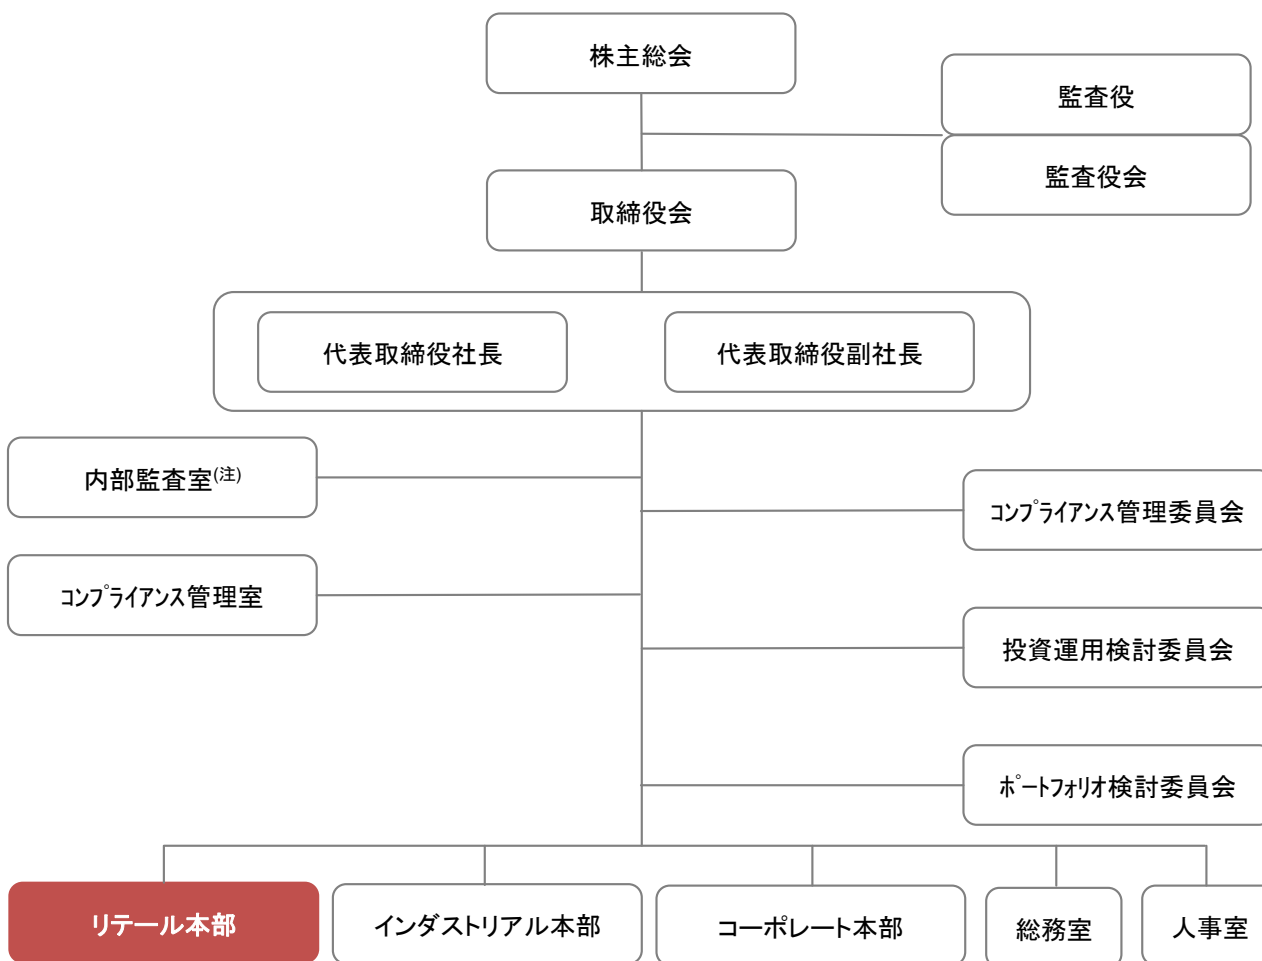 株主総会
監査役
監査役会
取締役会
代表取締役社長
代表取締役副社長
内部監査室(注)
コンプライアンス管理委員会
コンプライアンス管理室
投資運用検討委員会
ポートフォリオ検討委員会
リテール本部
インダストリアル本部
コーポレート本部
総務室
人事室